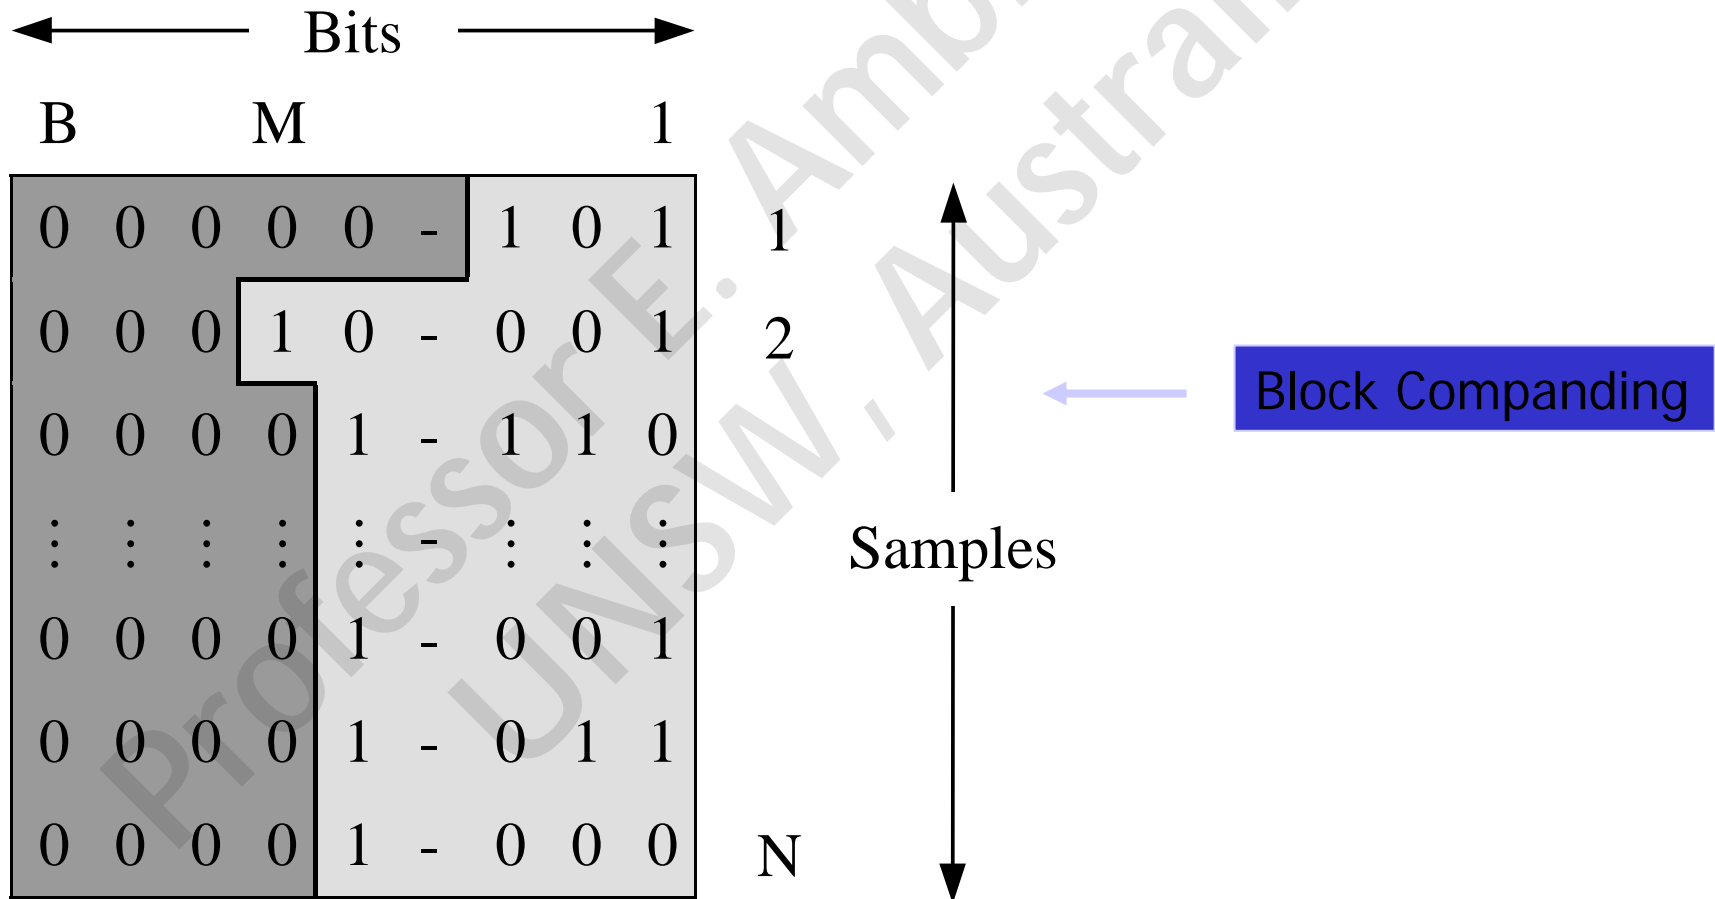 Bits
B M 1
0 0 0 0 0 - 1 0 1 1
0 0 0 1 0 - 0 0 1 2
Block Companding
0 0 0 0 1 - 1 1 0
⋮ ⋮ ⋮ ⋮ ⋮ - ⋮ ⋮ ⋮
Samples
0 0 0 0 1 - 0 0 1
0 0 0 0 1 - 0 1 1
0 0 0 0 1 - 0 0 0 N
Professor E. Amb
UNSW, Austral